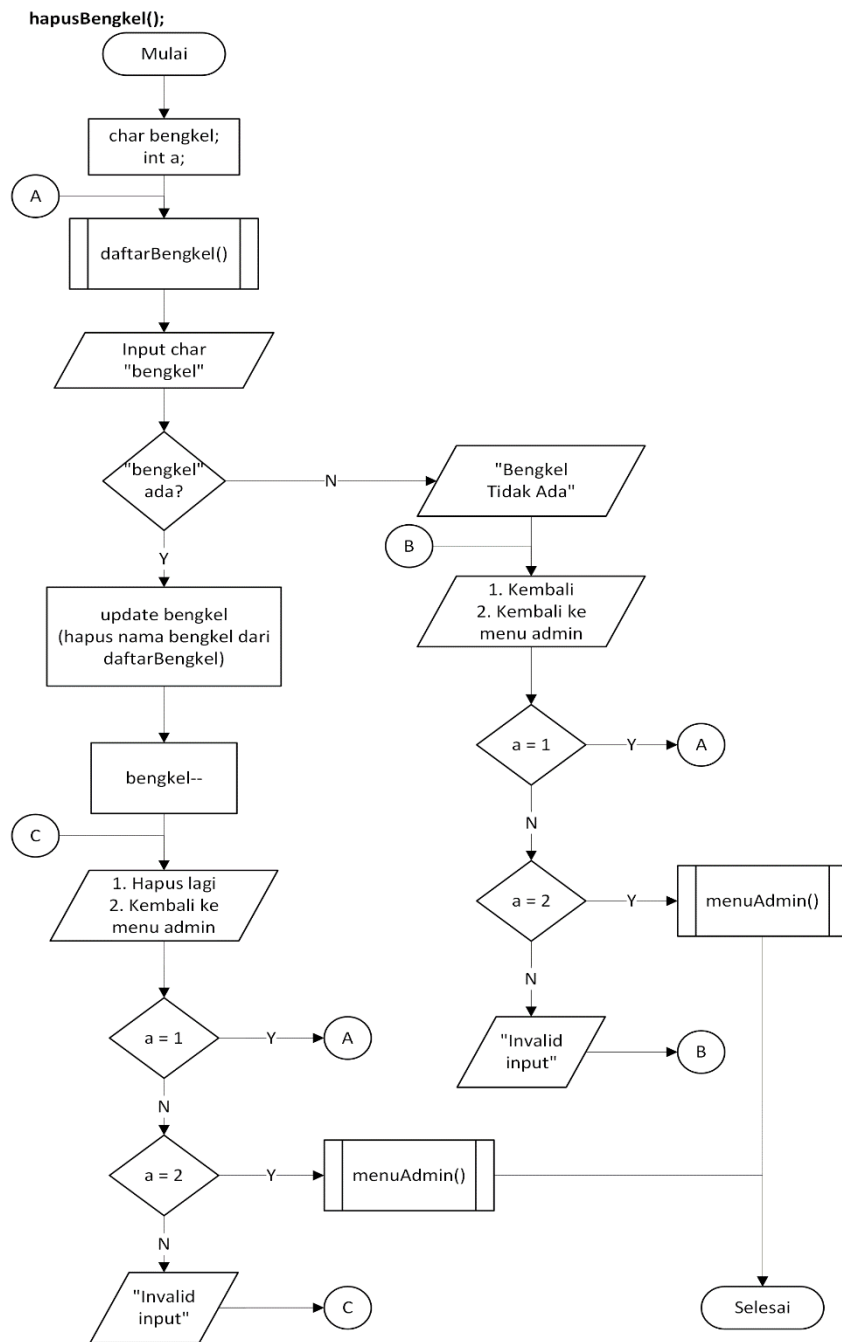 hapusBengkel();
Mulai
char bengkel;
int a;
A
daftarBengkel()
Input char
"bengkel"
"bengkel"
ada?
N
"Bengkel
Tidak Ada"
Y
B
update bengkel
(hapus nama bengkel dari
daftarBengkel)
1. Kembali
2. Kembali ke
menu admin
a = 1
Y
A
bengkel--
N
C
1. Hapus lagi
2. Kembali ke
menu admin
a = 2
Y
menuAdmin()
N
a = 1
Y
A
"Invalid
input"
B
N
a = 2
Y
menuAdmin()
N
"Invalid
input"
C
Selesai